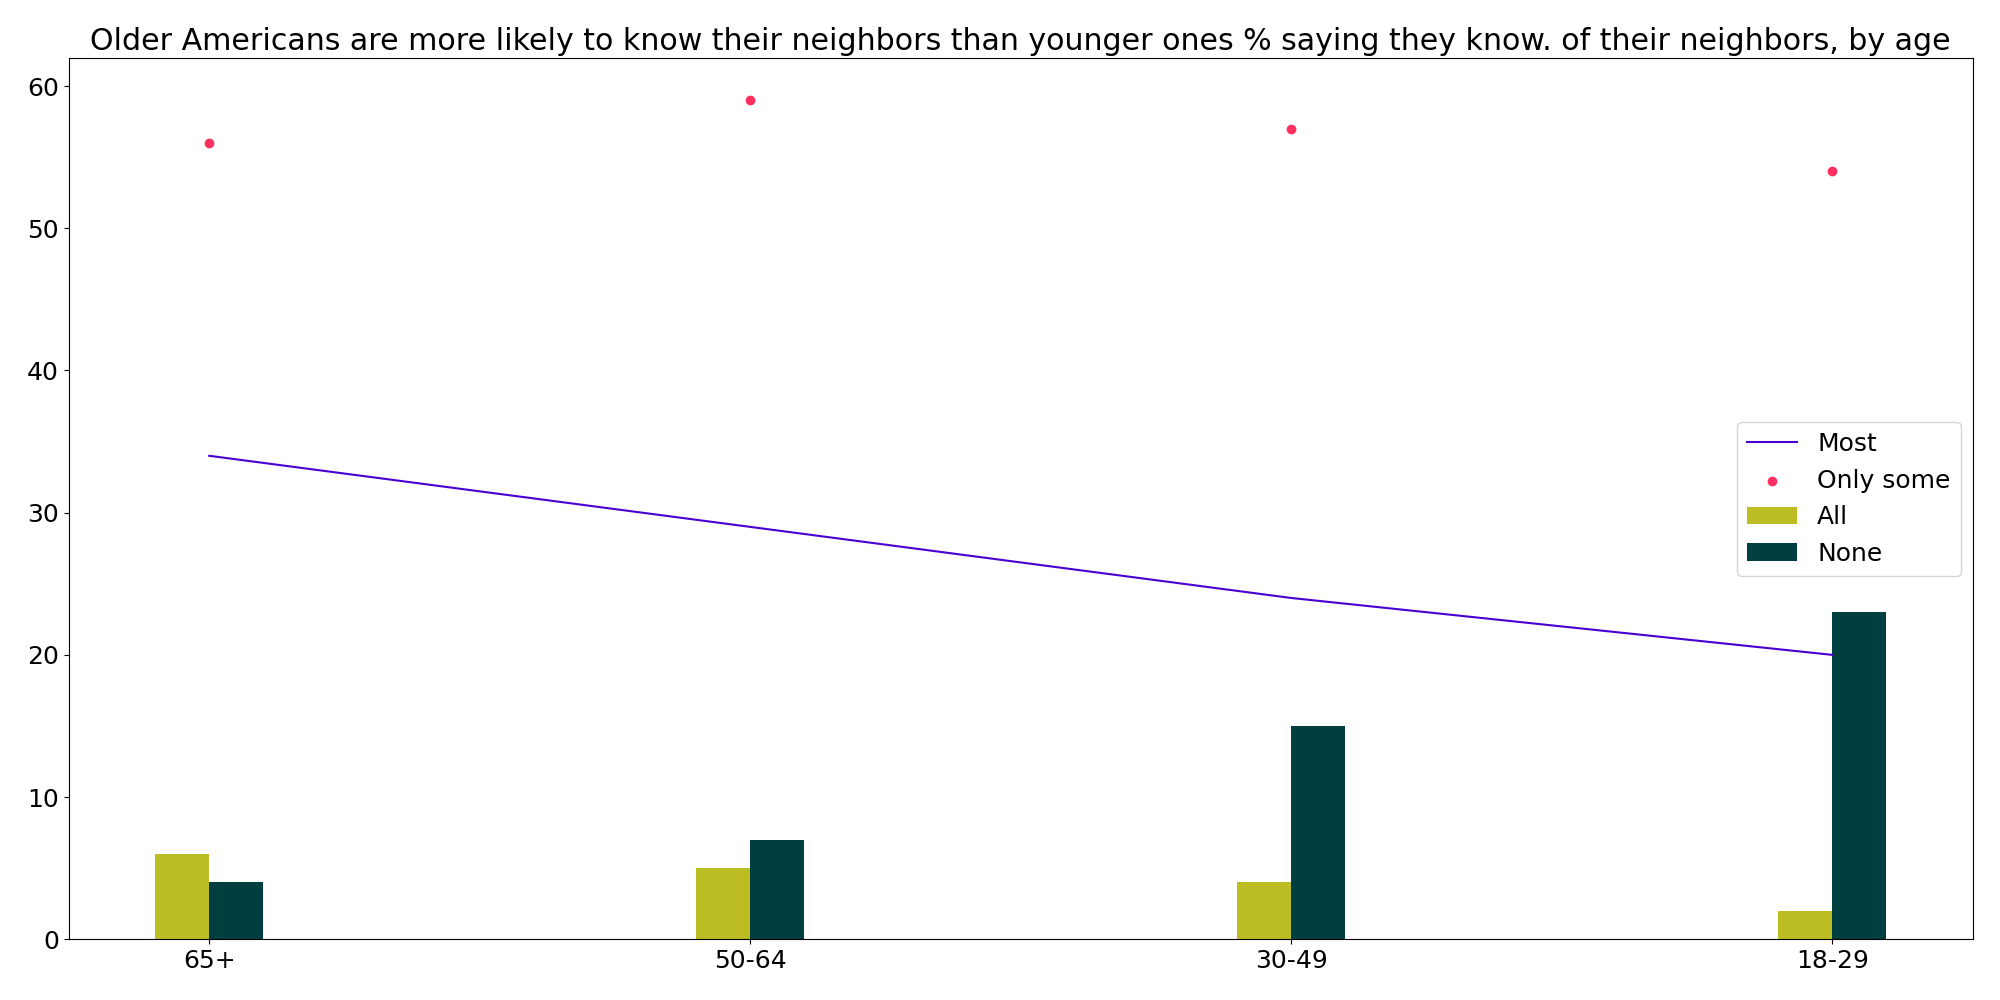 Older Americans are more likely to know their neighbors than younger ones % saying they know. of their neighbors, by age
60
50
40
30
20
10
0
Most
Only some
All
None
65+
50-64
30-49
18-29